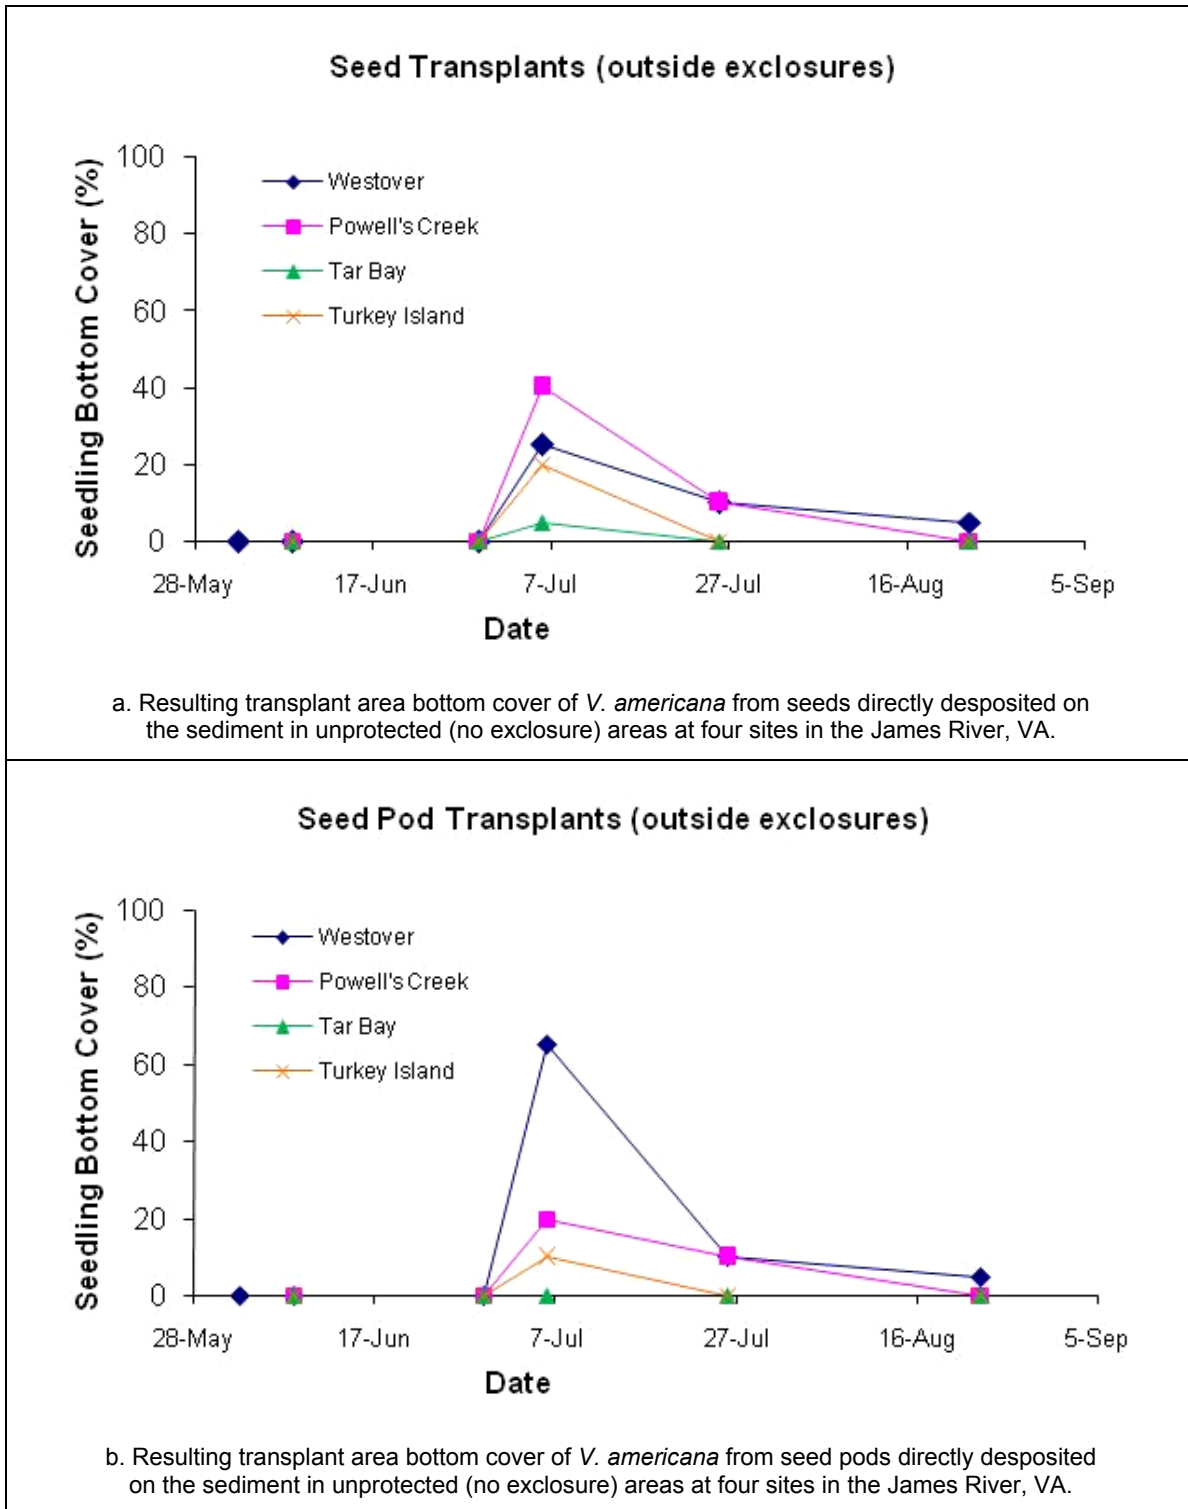 Seed Transplants (outside exclosures)
Seedling Bottom Cover (%)
100
80
60
40
20
0
Westover
Powell's Creek
Tar Bay
Turkey Island
28-May 17-Jun 7-Jul 27-Jul 16-Aug 5-Sep
Date
a. Resulting transplant area bottom cover of V. americana from seeds directly desposited on
the sediment in unprotected (no exclosure) areas at four sites in the James River, VA.
Seed Pod Transplants (outside exclosures)
Seedling Bottom Cover (%)
100
80
60
40
20
0
Westover
Powell's Creek
Tar Bay
Turkey Island
28-May 17-Jun 7-Jul 27-Jul 16-Aug 5-Sep
Date
b. Resulting transplant area bottom cover of V. americana from seed pods directly desposited
on the sediment in unprotected (no exclosure) areas at four sites in the James River, VA.